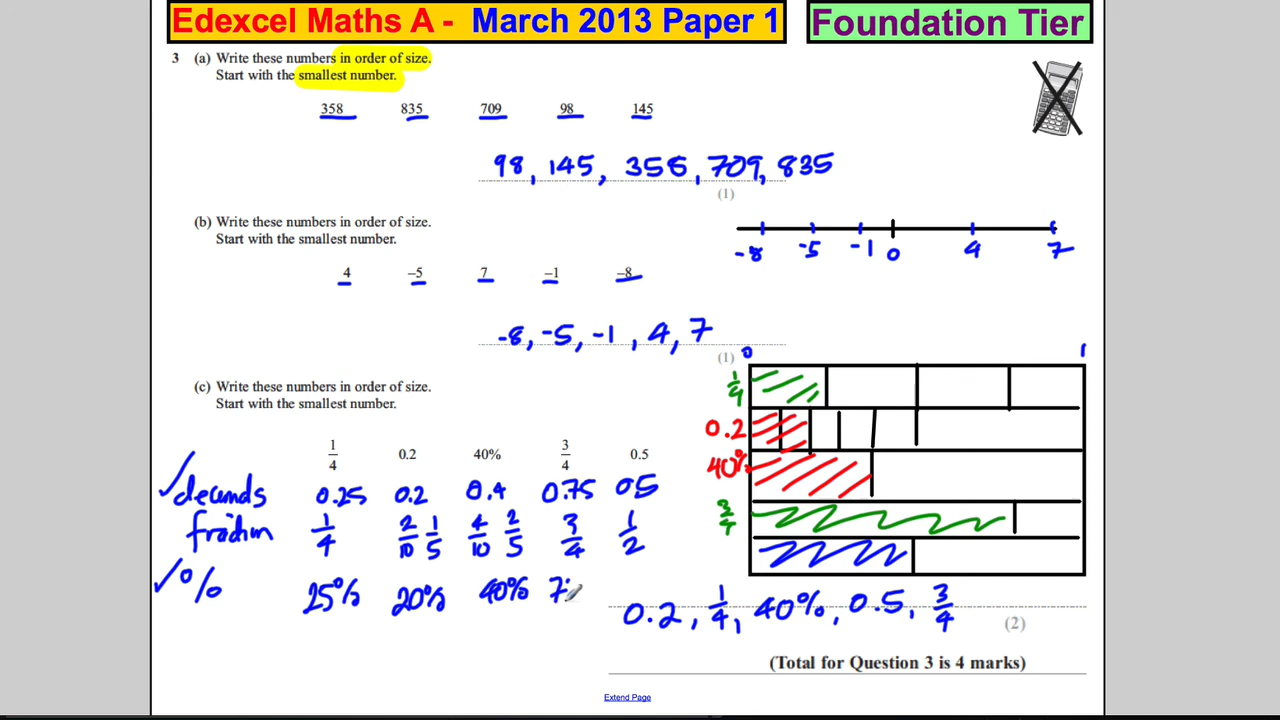 Edexcel Maths A - March 2013 Paper 1
Foundation Tier
3 (a) Write these numbers in order of size.
Start with the smallest number.
358 835 709 98 145
98, 145, 358, 709, 835
(1)
(b) Write these numbers in order of size.
Start with the smallest number.
-8 -5 -1 0 4 7
4 –5 7 –1 –8
-8, -5, -1, 4, 7
(1)
0 1
(c) Write these numbers in order of size.
Start with the smallest number.
1/4
0.2
40%
3/4
1/4 0.2 40% 3/4 0.5
decimals 0.25 0.2 0.4 0.75 0.5
fraction 1/4 2/10 1/5 4/10 2/5 3/4 1/2
% 25% 20% 40% 7
0.2, 1/4, 40%, 0.5, 3/4
(2)
(Total for Question 3 is 4 marks)
Extend Page